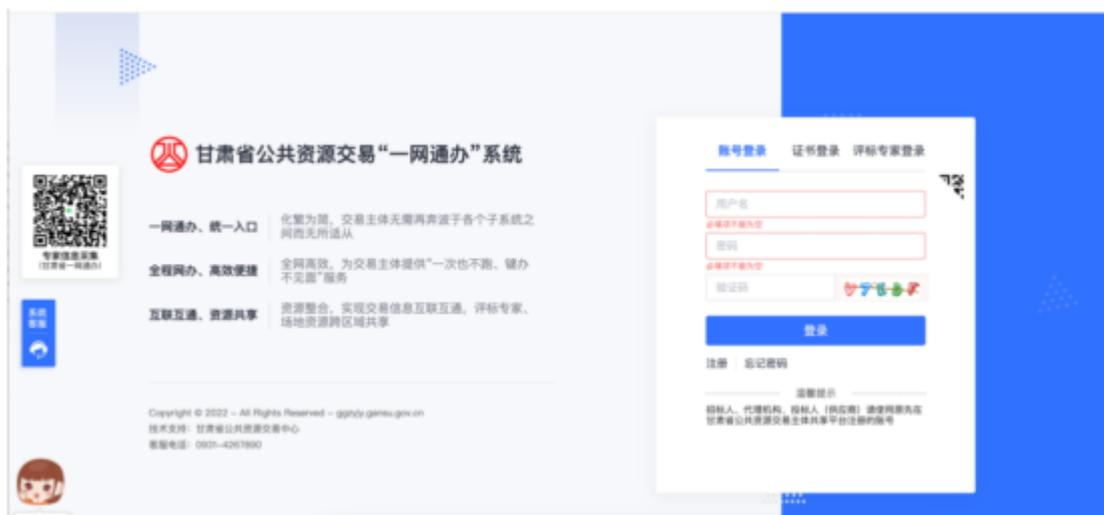 甘肃省公共资源交易“一网通办”系统
专家信息采集
(甘肃省一网通办)
一网通办、统一入口
化繁为简，交易主体无需再奔波于各个子系统之
间而无所适从
全程网办、高效便捷
全网高效，为交易主体提供“一次也不跑、键办
不见面”服务
互联互通、资源共享
资源整合，实现交易信息互联互通，评标专家、
场地资源跨区域共享
系统
客服
Copyright © 2022 - All Rights Reserved - ggzyjy.gansu.gov.cn
技术支持：甘肃省公共资源交易中心
客服电话：0931-4267890
账号登录
证书登录
评标专家登录
用户名
必填项不能为空
密码
必填项不能为空
验证码
登录
注册
忘记密码
温馨提示
招标人、代理机构、投标人（供应商）请使用原先在
甘肃省公共资源交易主体共享平台注册的账号